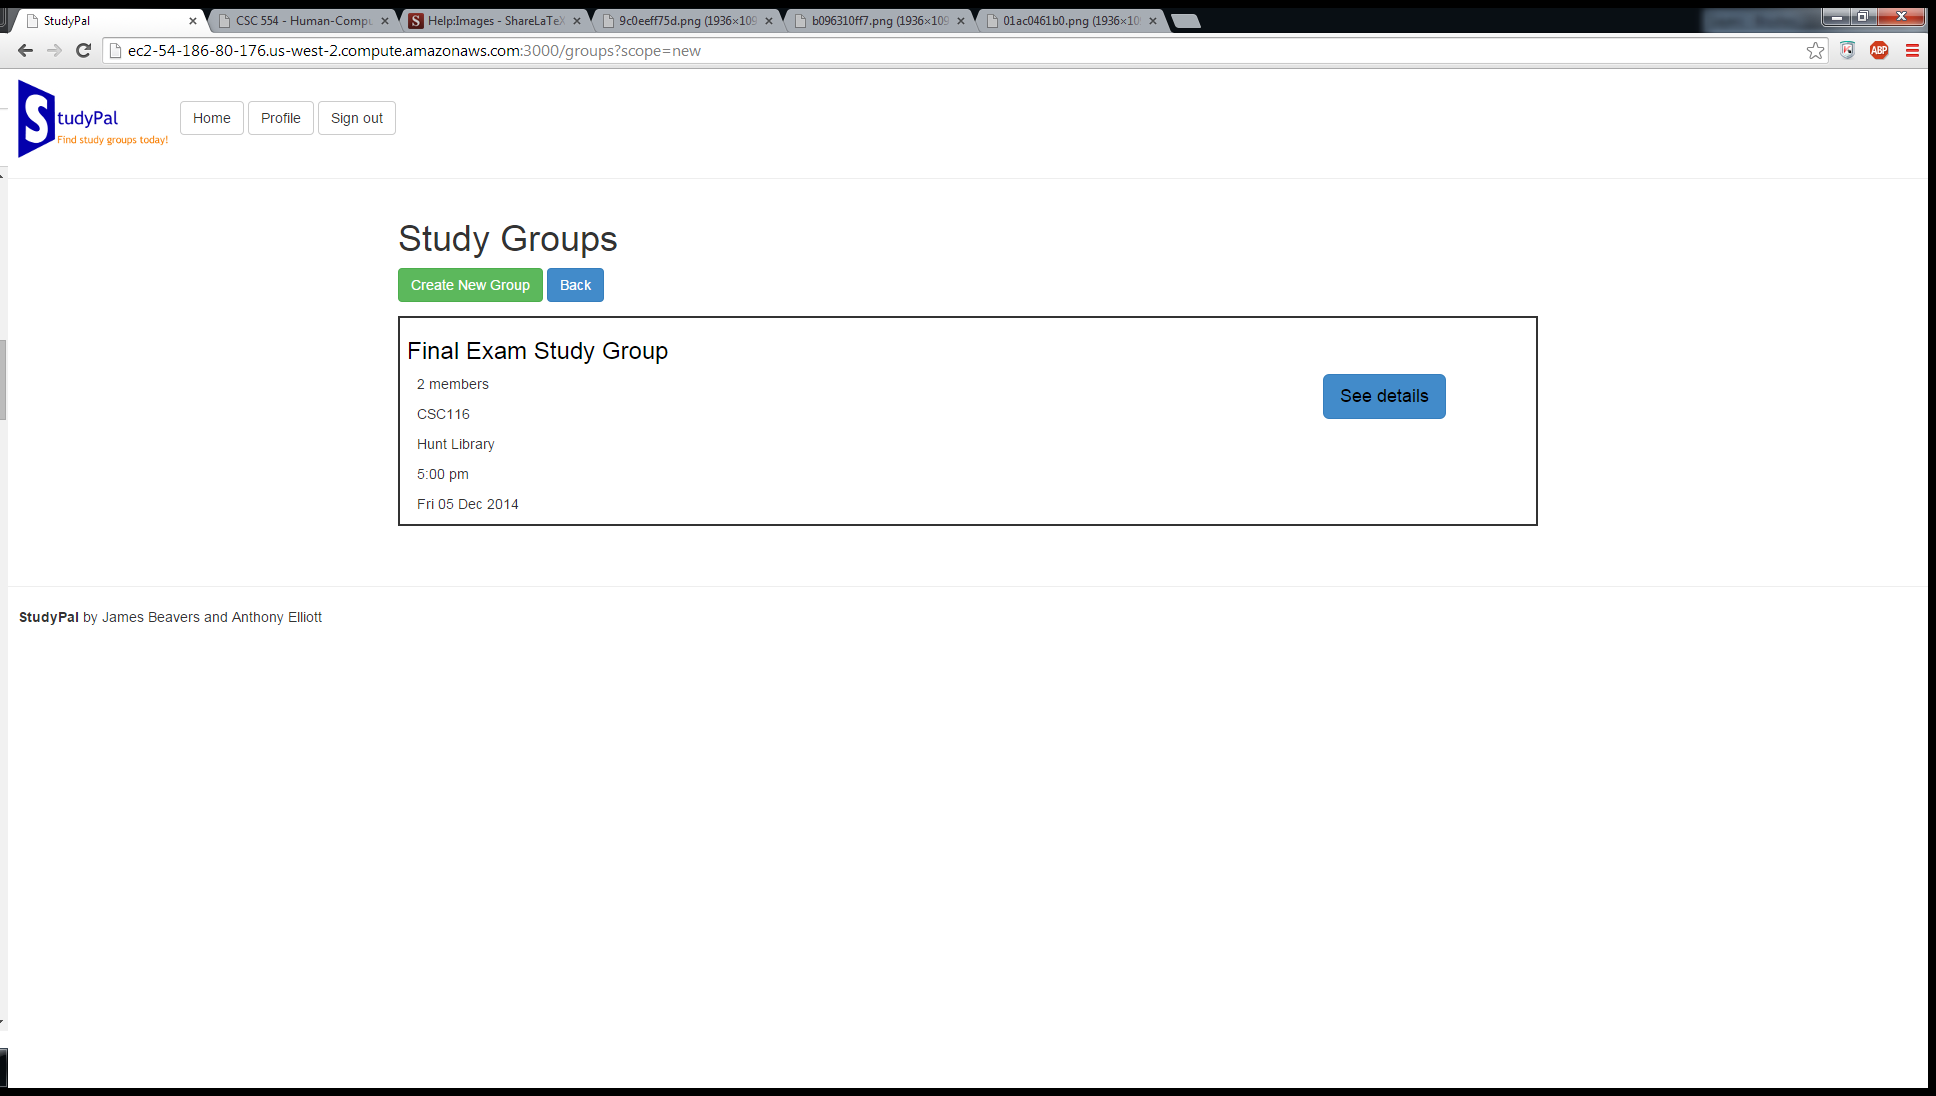 StudyPal
CSC 554 - Human-Compu
Help:Images - ShareLaTeX
9c0eeff75d.png (1936×109
b096310ff7.png (1936×109
01ac0461b0.png (1936×10
ec2-54-186-80-176.us-west-2.compute.amazonaws.com:3000/groups?scope=new
ABP
StudyPal
Find study groups today!
Home
Profile
Sign out
Study Groups
Create New Group
Back
Final Exam Study Group
2 members
See details
CSC116
Hunt Library
5:00 pm
Fri 05 Dec 2014
StudyPal by James Beavers and Anthony Elliott